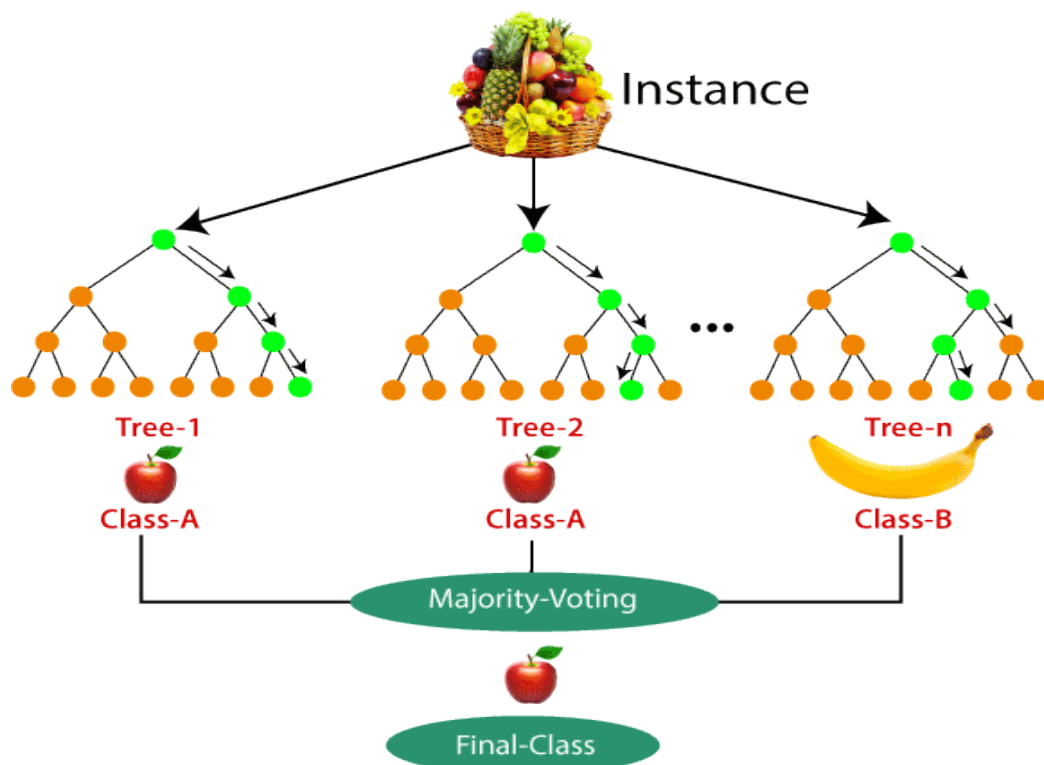 Instance
Tree-1
Tree-2
Tree-n
Class-A
Class-A
Class-B
Majority-Voting
Final-Class